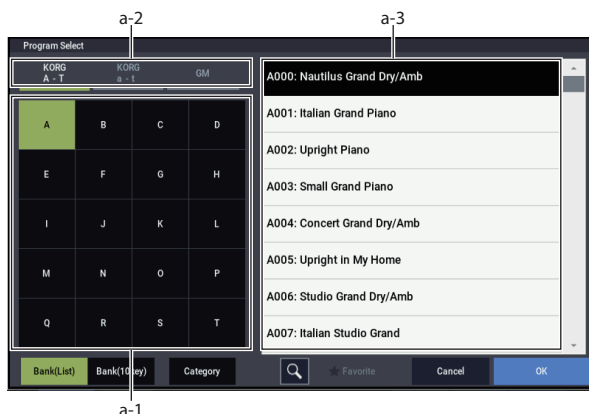 a-2
a-3
Program Select
KORG
A - T
KORG
a - t
GM
A B C D
E F G H
I J K L
M N O P
Q R S T
A000: Nautilus Grand Dry/Amb
A001: Italian Grand Piano
A002: Upright Piano
A003: Small Grand Piano
A004: Concert Grand Dry/Amb
A005: Upright in My Home
A006: Studio Grand Dry/Amb
A007: Italian Studio Grand
Bank(List) Bank(10key) Category Favorite Cancel OK
a-1